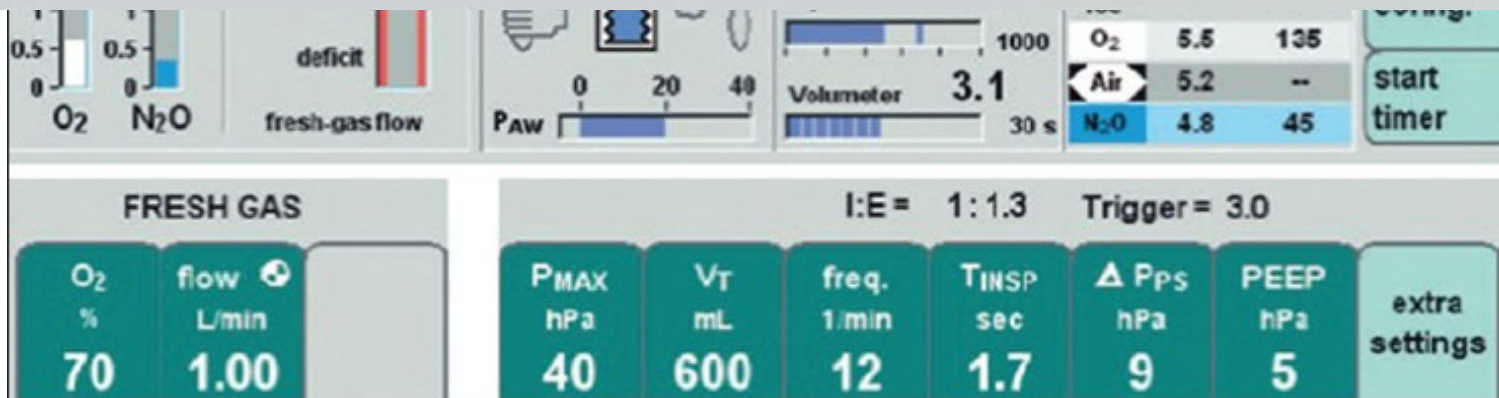 1
1
0.5
0.5
0
0
O2
N2O
deficit
fresh-gas flow
0 20 40
PAW
1000
Volumeter 3.1
30 s
O2 5.5 135
Air 5.2 --
N2O 4.8 45
start
timer
FRESH GAS
O2
%
70
flow
L/min
1.00
I:E = 1:1.3 Trigger = 3.0
PMAX
hPa
40
VT
mL
600
freq.
1/min
12
TINSP
sec
1.7
Δ PPS
hPa
9
PEEP
hPa
5
extra
settings